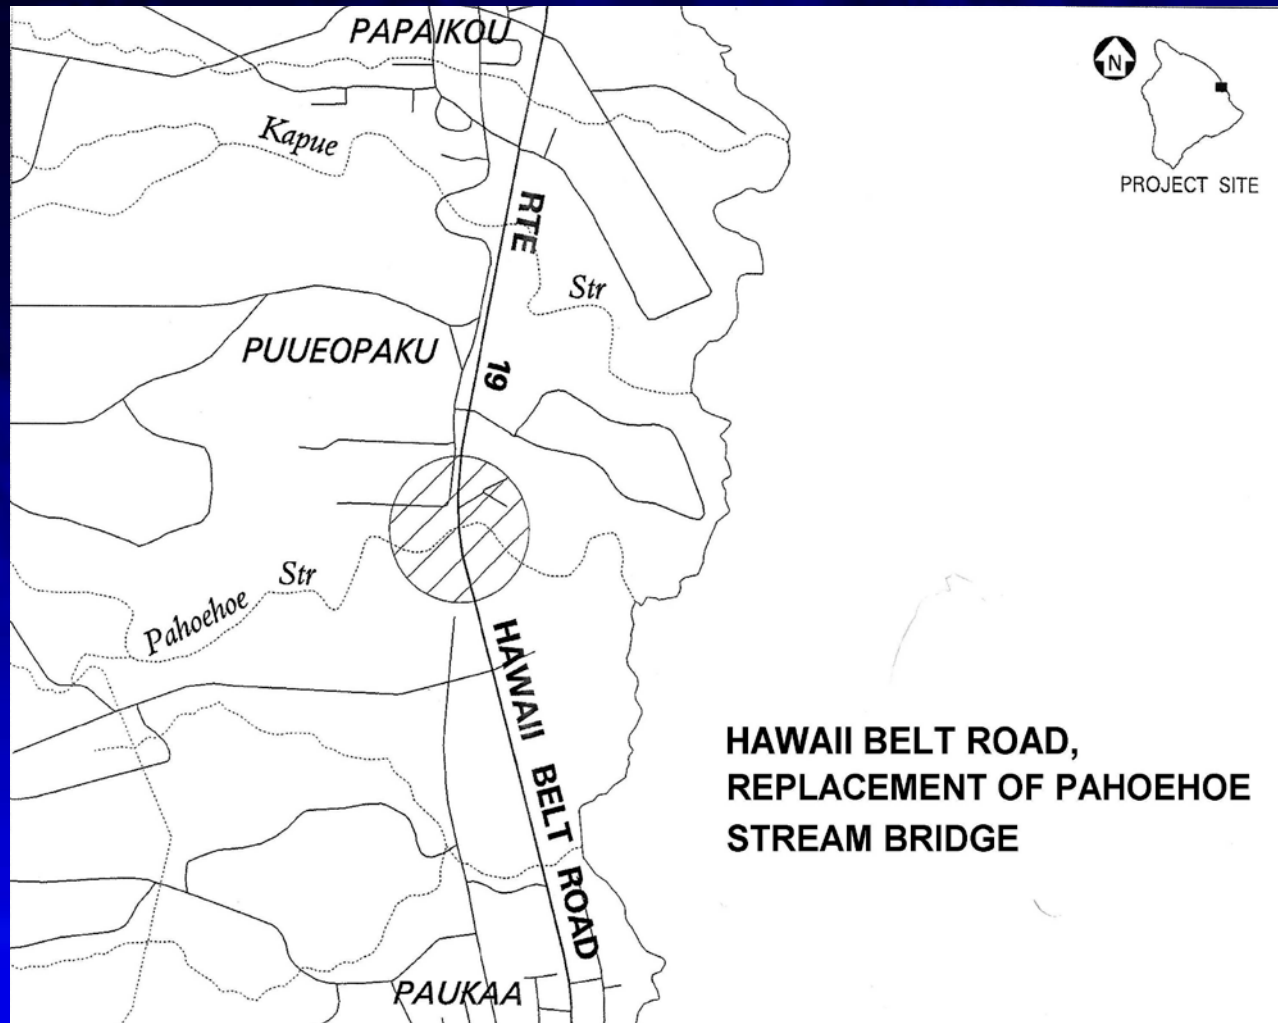 PAPAIKOU
N
Kapue
PROJECT SITE
RTE
Str
PUUEOPAKU
19
Str
Pahoehoe
HAWAII BELT ROAD
HAWAII BELT ROAD,
REPLACEMENT OF PAHOEHOE
STREAM BRIDGE
PAUKAA